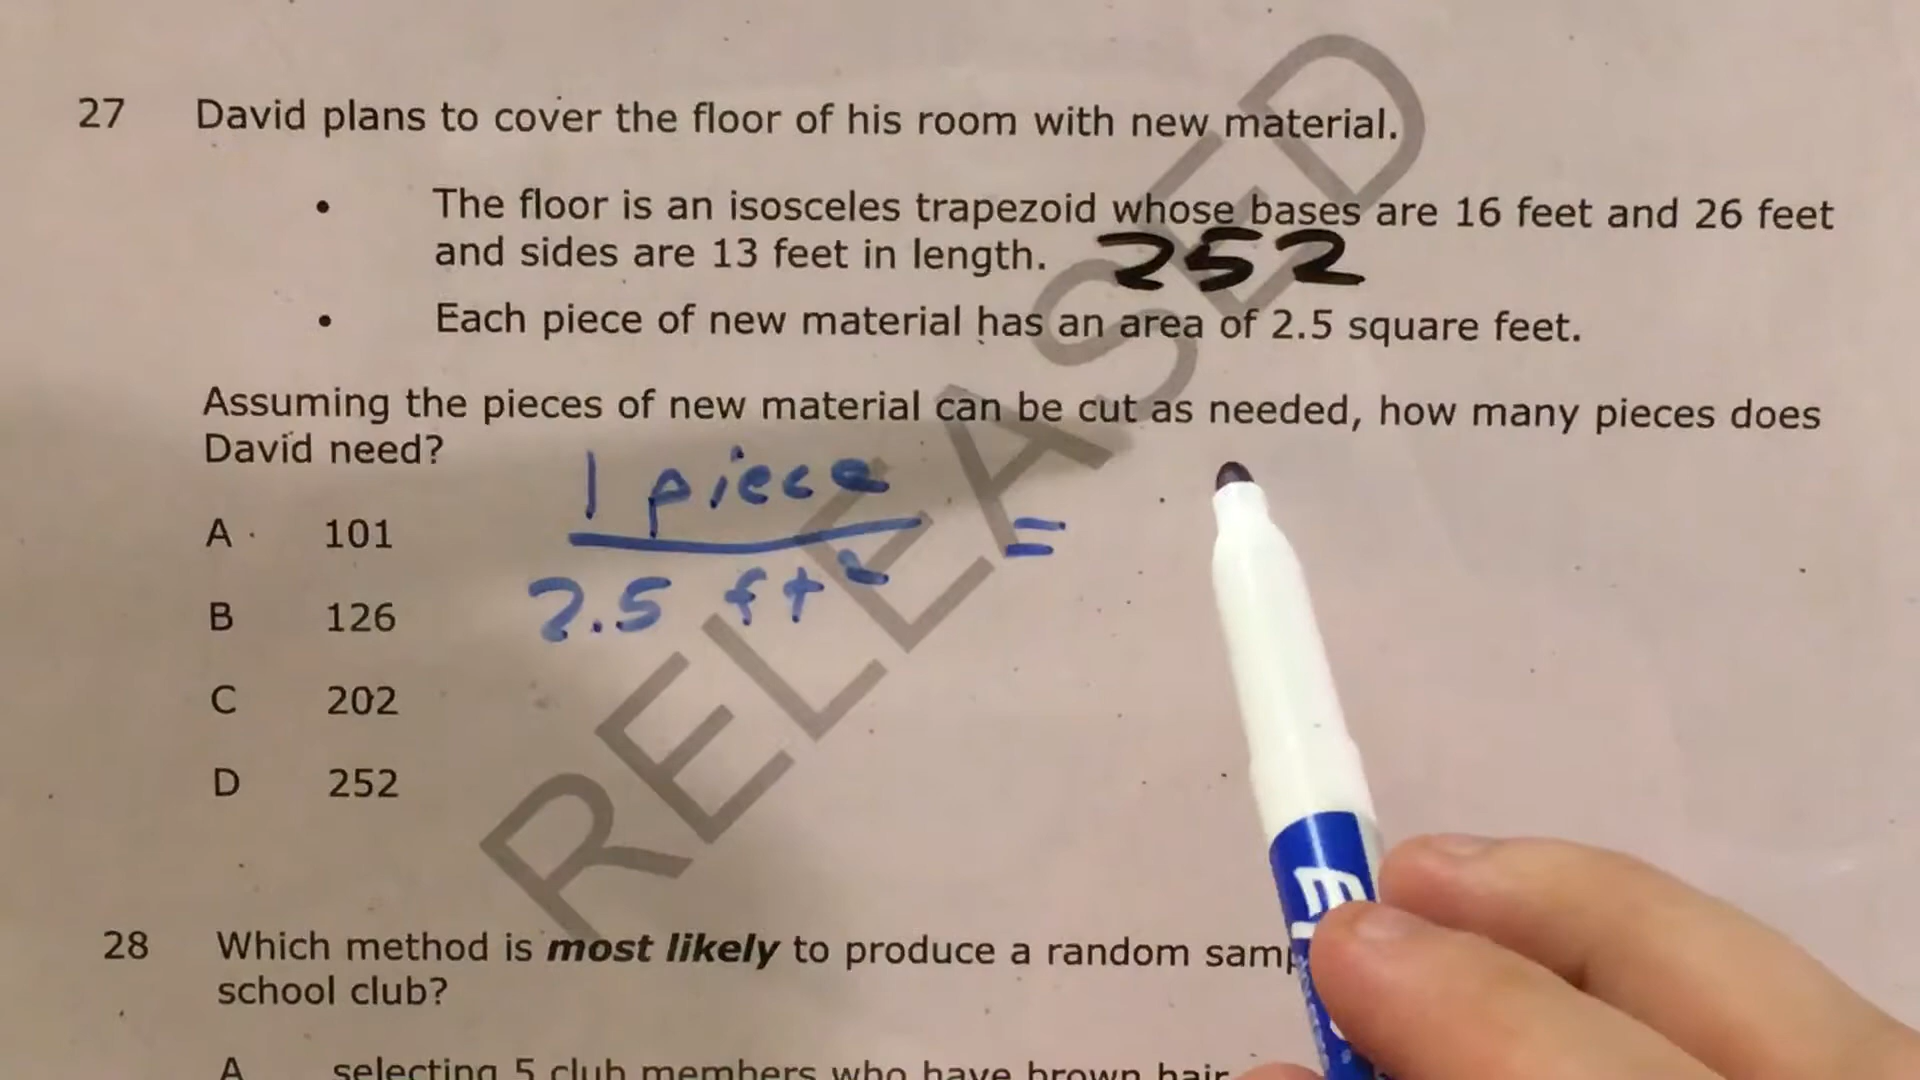 27 David plans to cover the floor of his room with new material.
• The floor is an isosceles trapezoid whose bases are 16 feet and 26 feet
and sides are 13 feet in length. 252
• Each piece of new material has an area of 2.5 square feet.
Assuming the pieces of new material can be cut as needed, how many pieces does
David need?
1 piece
A 101
=
2.5 ft²
B 126
C 202
D 252
RELEASED
28 Which method is most likely to produce a random
school club?
A selecting 5 club members who have brown hair